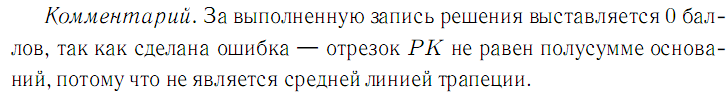 Комментарий. За выполненную запись решения выставляется 0 бал-
лов, так как сделана ошибка — отрезок PK не равен полусумме основа-
ний, потому что не является средней линией трапеции.